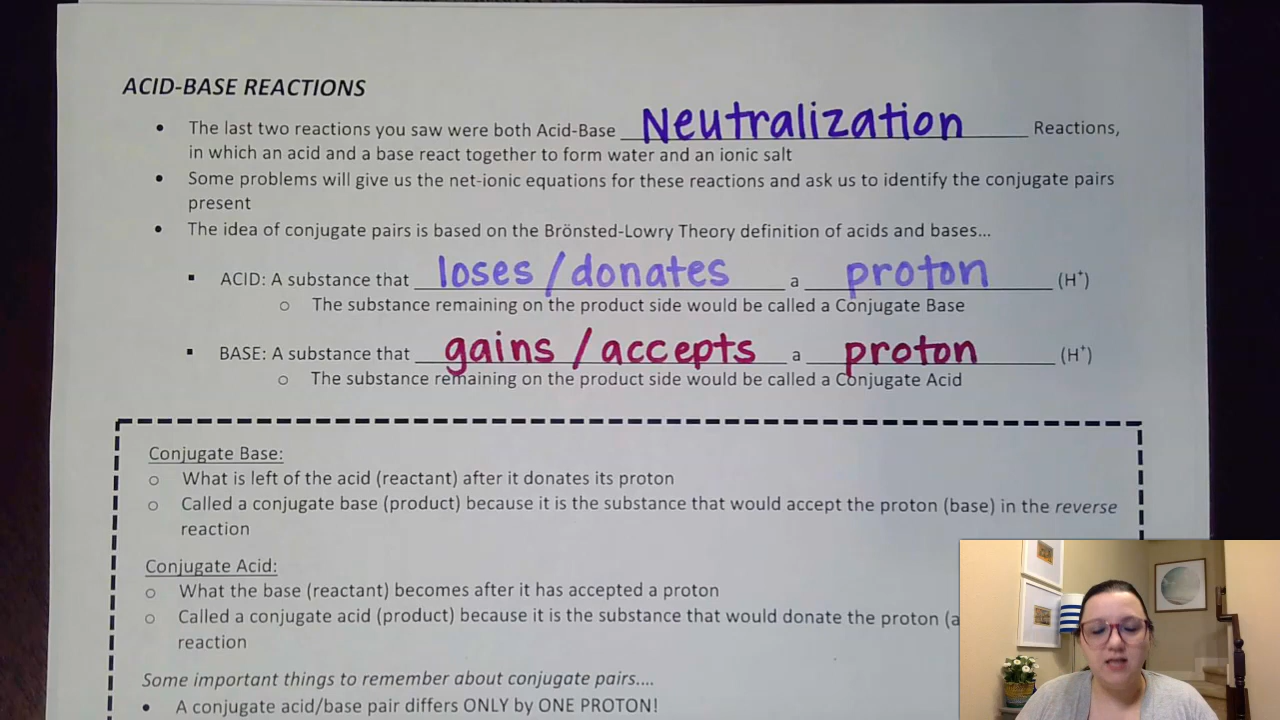 ACID-BASE REACTIONS
• The last two reactions you saw were both Acid-Base Neutralization Reactions,
in which an acid and a base react together to form water and an ionic salt
• Some problems will give us the net-ionic equations for these reactions and ask us to identify the conjugate pairs
present
• The idea of conjugate pairs is based on the Brönsted-Lowry Theory definition of acids and bases...
▪ ACID: A substance that loses / donates a proton (H⁺)
o The substance remaining on the product side would be called a Conjugate Base
▪ BASE: A substance that gains / accepts a proton (H⁺)
o The substance remaining on the product side would be called a Conjugate Acid
Conjugate Base:
o What is left of the acid (reactant) after it donates its proton
o Called a conjugate base (product) because it is the substance that would accept the proton (base) in the reverse
reaction
Conjugate Acid:
o What the base (reactant) becomes after it has accepted a proton
o Called a conjugate acid (product) because it is the substance that would donate the proton (a
reaction
Some important things to remember about conjugate pairs....
• A conjugate acid/base pair differs ONLY by ONE PROTON!